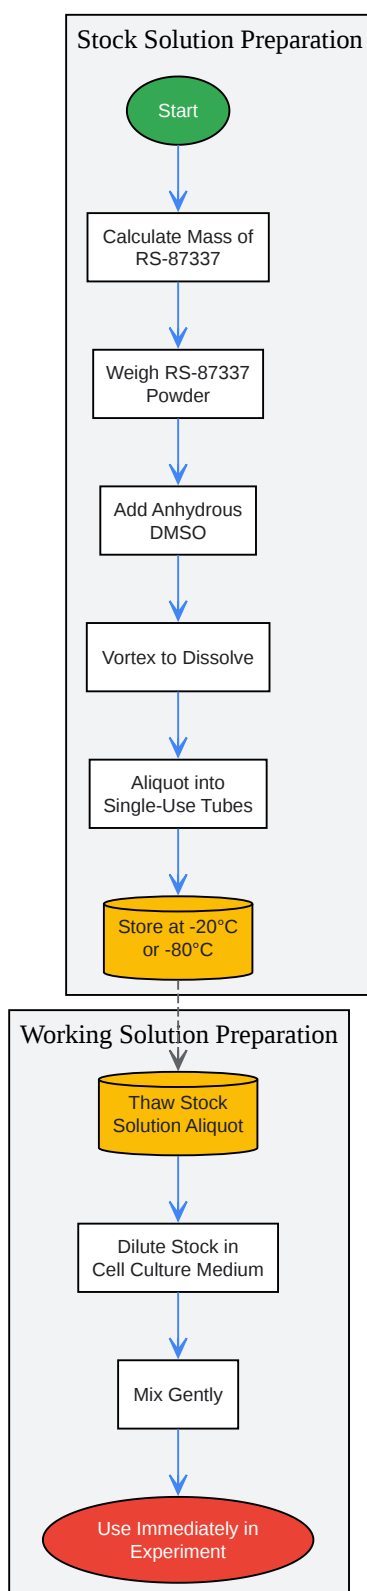 Stock Solution Preparation
Start
Calculate Mass of
RS-87337
Weigh RS-87337
Powder
Add Anhydrous
DMSO
Vortex to Dissolve
Aliquot into
Single-Use Tubes
Store at -20°C
or -80°C
Working Solution Preparation
Thaw Stock
Solution Aliquot
Dilute Stock in
Cell Culture Medium
Mix Gently
Use Immediately in
Experiment